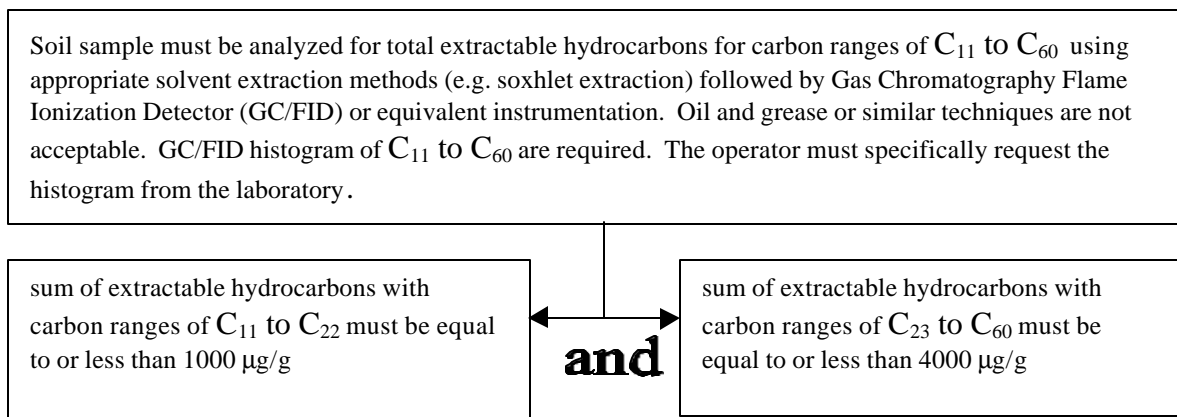 Soil sample must be analyzed for total extractable hydrocarbons for carbon ranges of C₁₁ to C₆₀ using
appropriate solvent extraction methods (e.g. soxhlet extraction) followed by Gas Chromatography Flame
Ionization Detector (GC/FID) or equivalent instrumentation. Oil and grease or similar techniques are not
acceptable. GC/FID histogram of C₁₁ to C₆₀ are required. The operator must specifically request the
histogram from the laboratory.
sum of extractable hydrocarbons with
carbon ranges of C₁₁ to C₂₂ must be equal
to or less than 1000 μg/g
and
sum of extractable hydrocarbons with
carbon ranges of C₂₃ to C₆₀ must be
equal to or less than 4000 μg/g